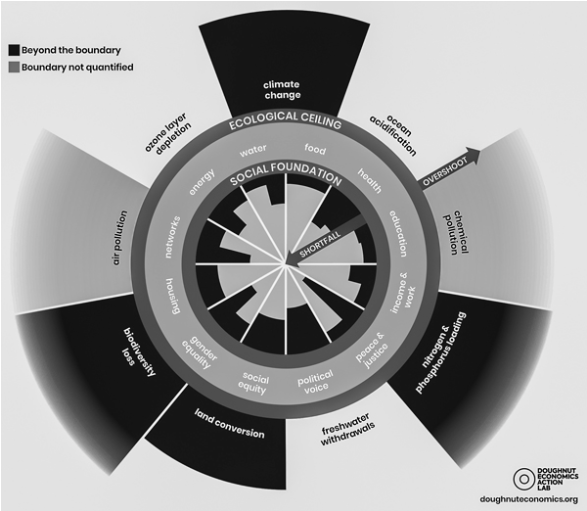 Beyond the boundary
Boundary not quantified
climate
change
ozone layer
depletion
ocean
acidification
ECOLOGICAL CEILING
water
food
energy
health
SOCIAL FOUNDATION
OVERSHOOT
SHORTFALL
air pollution
networks
education
chemical
pollution
housing
income &
work
biodiversity
loss
gender
equality
peace &
justice
nitrogen &
phosphorus loading
social
equity
political
voice
land conversion
freshwater
withdrawals
DOUGHNUT
ECONOMICS
ACTION
LAB
doughnuteconomics.org